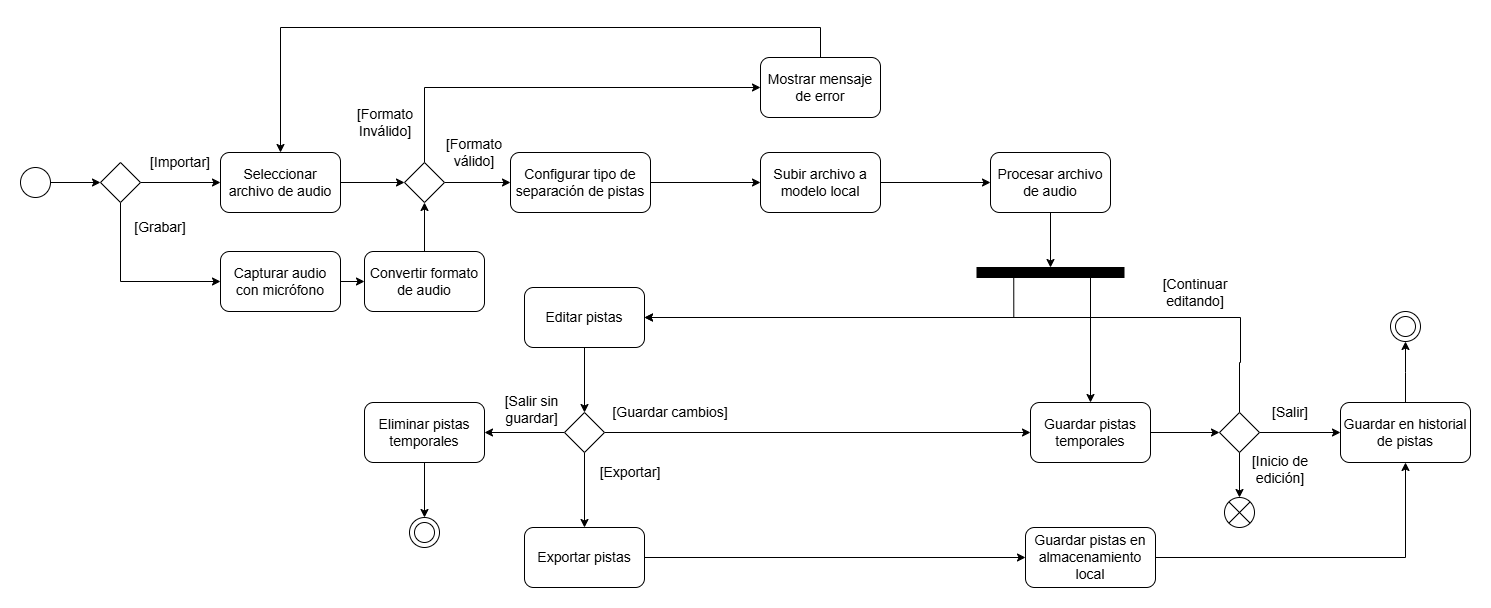 Mostrar mensaje
de error
[Formato
Inválido]
[Formato
válido]
[Importar]
Seleccionar
archivo de audio
Configurar tipo de
separación de pistas
Subir archivo a
modelo local
Procesar archivo
de audio
[Grabar]
Capturar audio
con micrófono
Convertir formato
de audio
[Continuar
editando]
Editar pistas
[Salir sin
guardar]
[Guardar cambios]
Eliminar pistas
temporales
Guardar pistas
temporales
[Salir]
Guardar en historial
de pistas
[Exportar]
[Inicio de
edición]
Exportar pistas
Guardar pistas en
almacenamiento
local